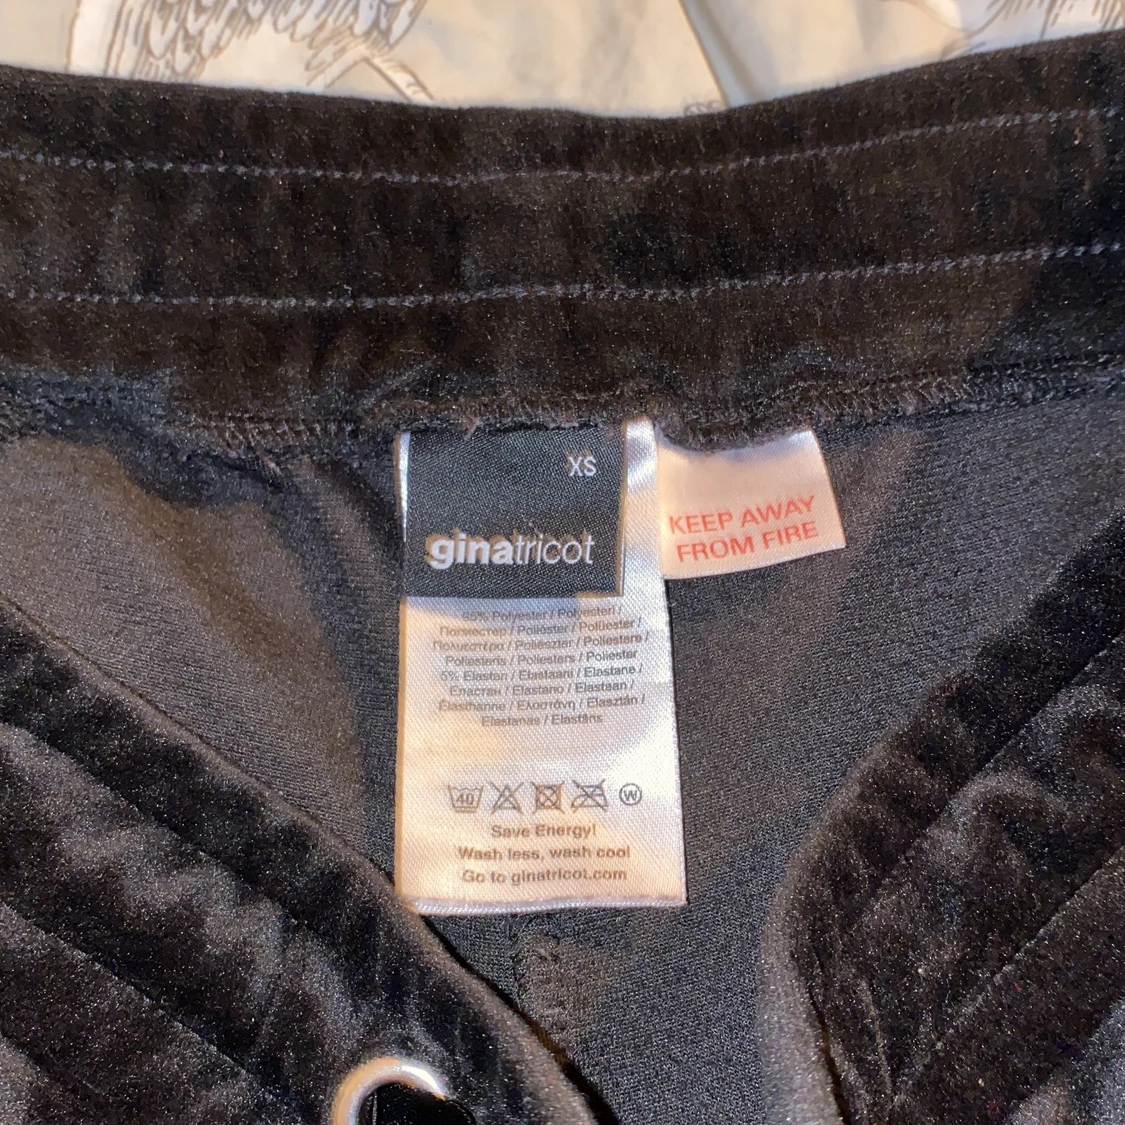 XS
ginatricot
KEEP AWAY
FROM FIRE
95% Polyester / Polyesteri /
Полиестер / Poliéster / Polüester /
Πολυεστέρα / Poliészter / Poliestere /
Poliesteris / Poliesters / Poliester
5% Elastan / Elastaani / Elastane /
Еластан / Elastano / Elastaan /
Élasthanne / Ελαστάνη / Elasztán /
Elastanas / Elastāns
40 W
Save Energy!
Wash less, wash cool
Go to ginatricot.com